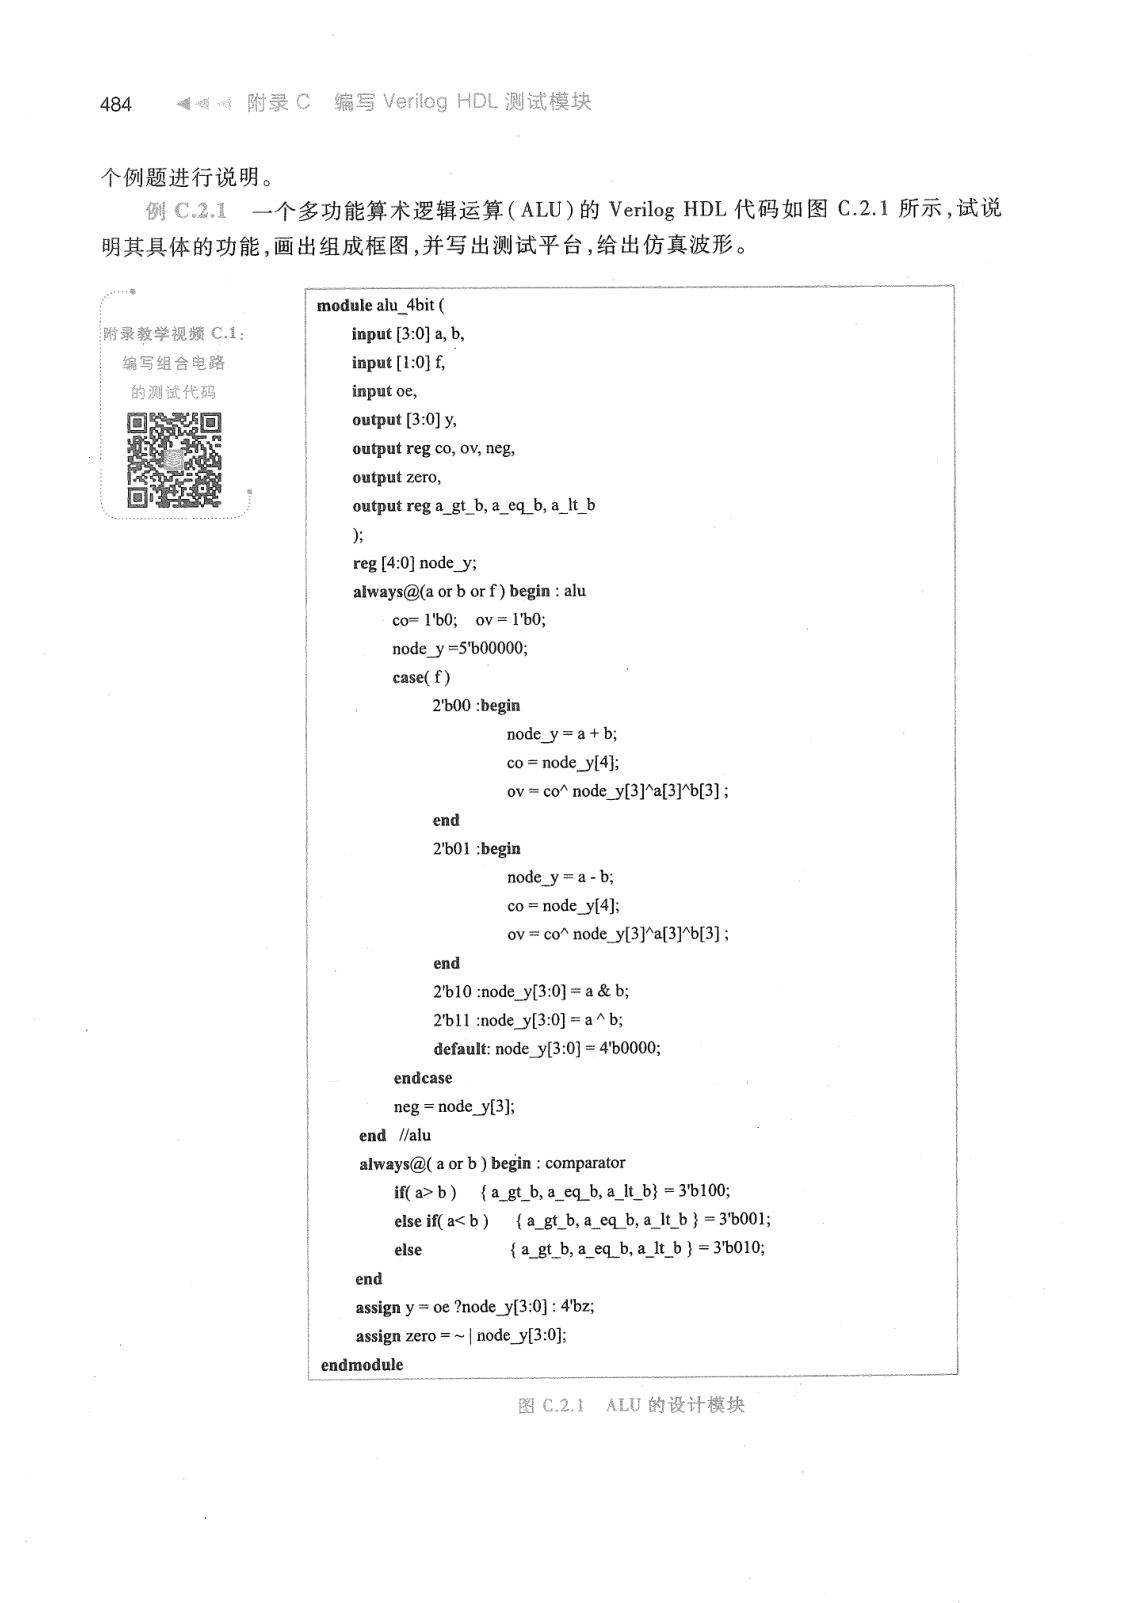 484 附录 C 编写 Verilog HDL 测试模块
个例题进行说明。
例 C.2.1 一个多功能算术逻辑运算(ALU)的 Verilog HDL 代码如图 C.2.1 所示,试说
明其具体的功能,画出组成框图,并写出测试平台,给出仿真波形。
附录教学视频 C.1:
编写组合电路
的测试代码
module alu_4bit (
input [3:0] a, b,
input [1:0] f,
input oe,
output [3:0] y,
output reg co, ov, neg,
output zero,
output reg a_gt_b, a_eq_b, a_lt_b
);
reg [4:0] node_y;
always@(a or b or f ) begin : alu
co= 1'b0; ov = 1'b0;
node_y =5'b00000;
case( f )
2'b00 :begin
node_y = a + b;
co = node_y[4];
ov = co^ node_y[3]^a[3]^b[3] ;
end
2'b01 :begin
node_y = a - b;
co = node_y[4];
ov = co^ node_y[3]^a[3]^b[3] ;
end
2'b10 :node_y[3:0] = a & b;
2'b11 :node_y[3:0] = a ^ b;
default: node_y[3:0] = 4'b0000;
endcase
neg = node_y[3];
end //alu
always@( a or b ) begin : comparator
if( a> b ) { a_gt_b, a_eq_b, a_lt_b} = 3'b100;
else if( a< b ) { a_gt_b, a_eq_b, a_lt_b } = 3'b001;
else { a_gt_b, a_eq_b, a_lt_b } = 3'b010;
end
assign y = oe ?node_y[3:0] : 4'bz;
assign zero = ~ | node_y[3:0];
endmodule
图 C.2.1 ALU 的设计模块